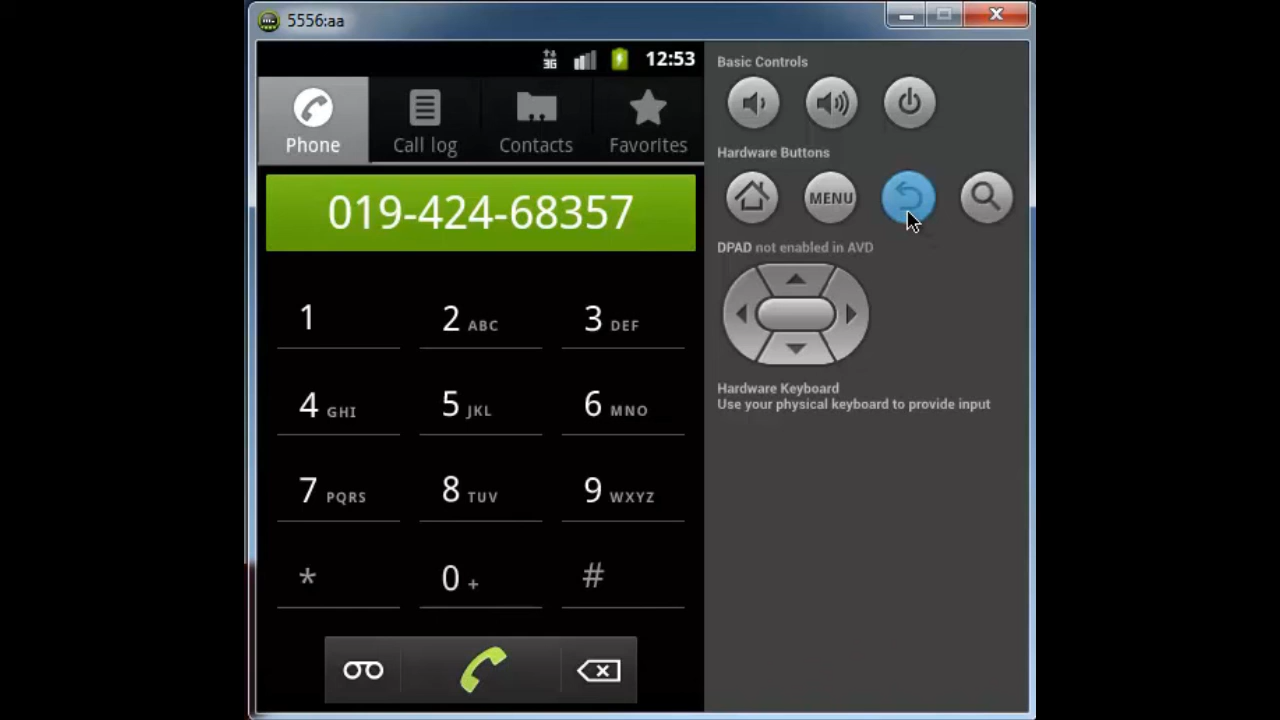 5556:aa
3G 12:53
Phone Call log Contacts Favorites
019-424-68357
1 2 ABC 3 DEF
4 GHI 5 JKL 6 MNO
7 PQRS 8 TUV 9 WXYZ
* 0 + #
Basic Controls
Hardware Buttons
MENU
DPAD not enabled in AVD
Hardware Keyboard
Use your physical keyboard to provide input